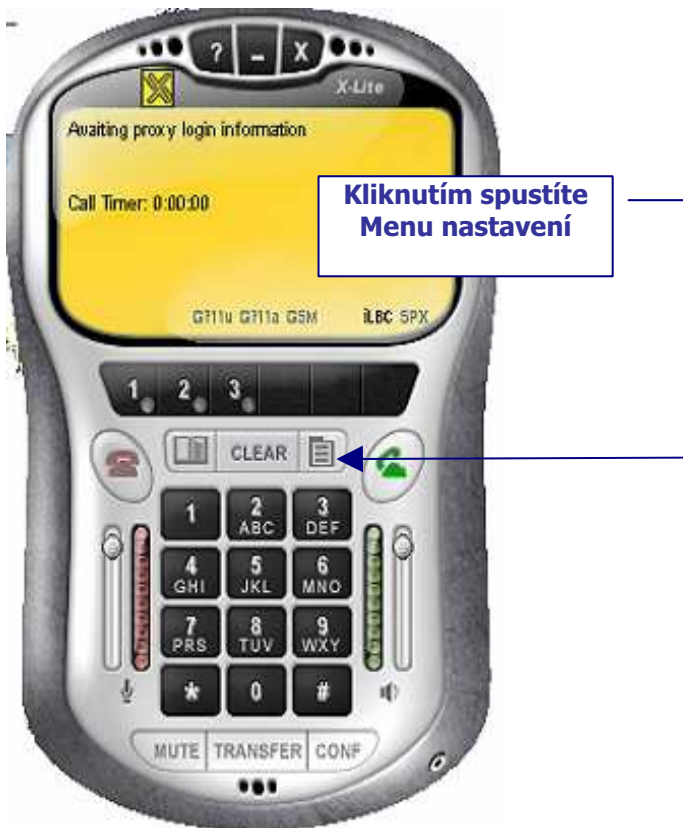 ? – X
X-Lite
Awaiting proxy login information
Call Timer: 0:00:00
Kliknutím spustíte
Menu nastavení
G711u G711a GSM iLBC SPX
1 2 3
CLEAR
1 2 3
ABC DEF
4 5 6
GHI JKL MNO
7 8 9
PRS TUV WXY
* 0 #
MUTE TRANSFER CONF